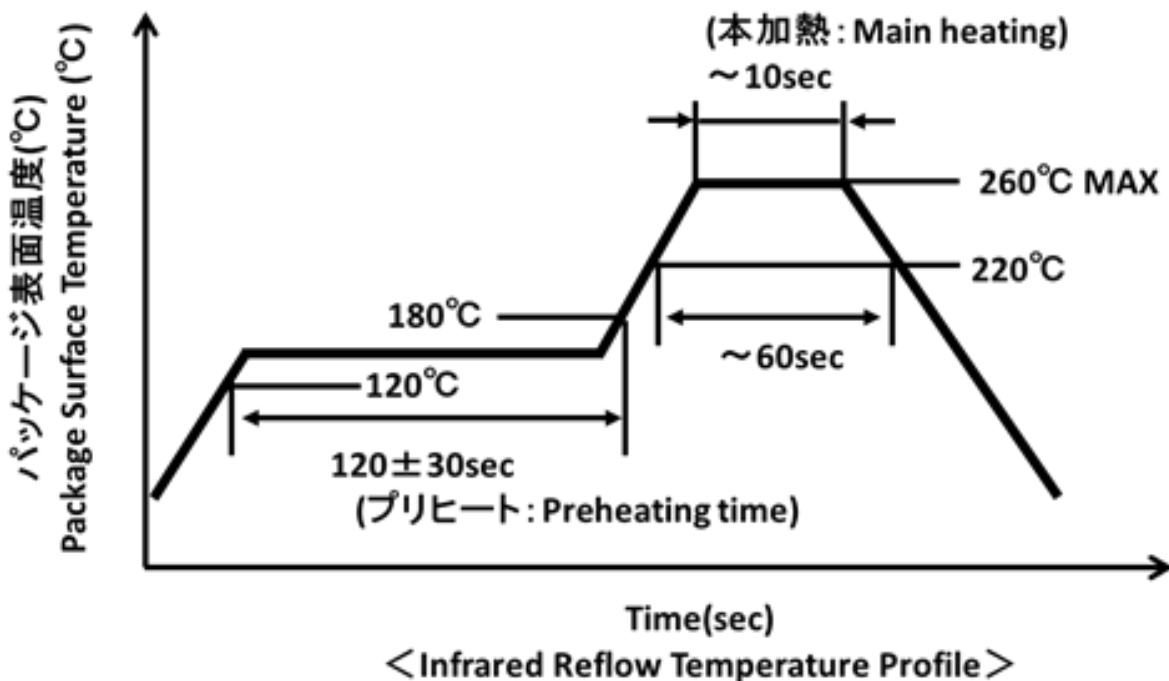 (本加熱: Main heating)
～10sec
パッケージ表面温度(℃)
Package Surface Temperature (℃)
260℃ MAX
220℃
180℃
～60sec
120℃
120±30sec
(プリヒート: Preheating time)
Time(sec)
＜Infrared Reflow Temperature Profile＞